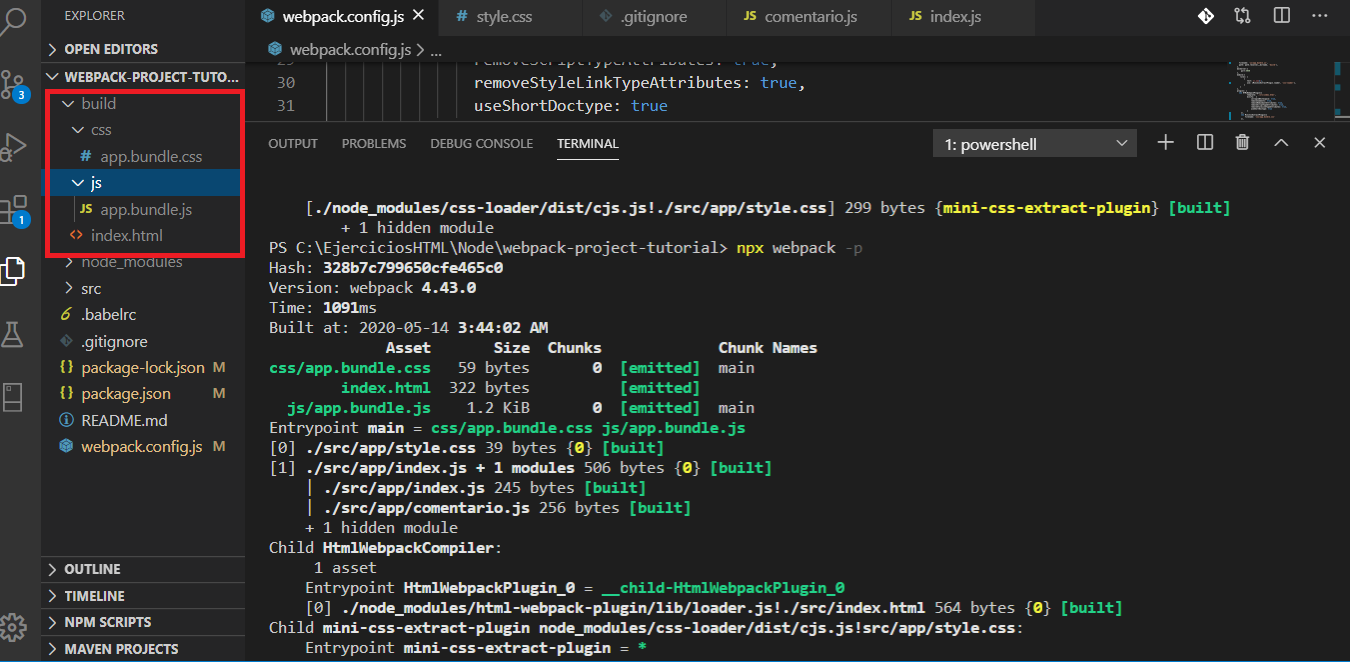 EXPLORER
OPEN EDITORS
WEBPACK-PROJECT-TUTO...
build
css
# app.bundle.css
js
JS app.bundle.js
<> index.html
node_modules
src
.babelrc
.gitignore
{} package-lock.json M
{} package.json M
README.md
webpack.config.js M
OUTLINE
TIMELINE
NPM SCRIPTS
MAVEN PROJECTS
3
1
webpack.config.js
# style.css
.gitignore
JS comentario.js
JS index.js
webpack.config.js > ...
29 removeScriptTypeAttributes: true,
30 removeStyleLinkTypeAttributes: true,
31 useShortDoctype: true
OUTPUT PROBLEMS DEBUG CONSOLE TERMINAL 1: powershell
[./node_modules/css-loader/dist/cjs.js!./src/app/style.css] 299 bytes {mini-css-extract-plugin} [built]
+ 1 hidden module
PS C:\EjerciciosHTML\Node\webpack-project-tutorial> npx webpack -p
Hash: 328b7c799650cfe465c0
Version: webpack 4.43.0
Time: 1091ms
Built at: 2020-05-14 3:44:02 AM
Asset Size Chunks Chunk Names
css/app.bundle.css 59 bytes 0 [emitted] main
index.html 322 bytes [emitted]
js/app.bundle.js 1.2 KiB 0 [emitted] main
Entrypoint main = css/app.bundle.css js/app.bundle.js
[0] ./src/app/style.css 39 bytes {0} [built]
[1] ./src/app/index.js + 1 modules 506 bytes {0} [built]
| ./src/app/index.js 245 bytes [built]
| ./src/app/comentario.js 256 bytes [built]
+ 1 hidden module
Child HtmlWebpackCompiler:
1 asset
Entrypoint HtmlWebpackPlugin_0 = __child-HtmlWebpackPlugin_0
[0] ./node_modules/html-webpack-plugin/lib/loader.js!./src/index.html 564 bytes {0} [built]
Child mini-css-extract-plugin node_modules/css-loader/dist/cjs.js!src/app/style.css:
Entrypoint mini-css-extract-plugin = *